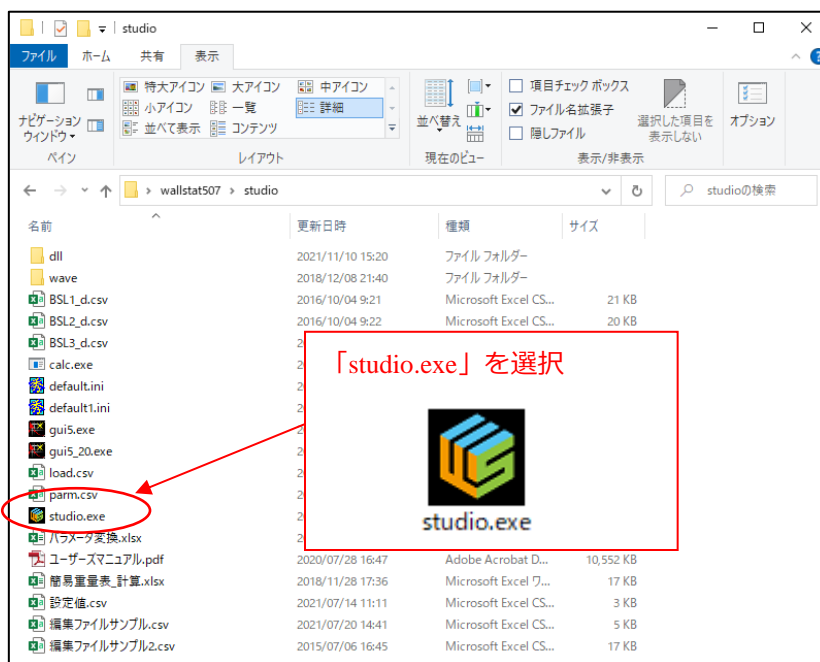 studio
ファイル ホーム 共有 表示
特大アイコン 大アイコン 中アイコン
小アイコン 一覧 詳細
並べて表示 コンテンツ
ナビゲーション
ウィンドウ
並べ替え
項目チェック ボックス
ファイル名拡張子
隠しファイル
選択した項目を
表示しない
オプション
ペイン レイアウト 現在のビュー 表示/非表示
wallstat507 studio studioの検索
名前 更新日時 種類 サイズ
dll 2021/11/10 15:20 ファイル フォルダー
wave 2018/12/08 21:40 ファイル フォルダー
BSL1_d.csv 2016/10/04 9:21 Microsoft Excel CS... 21 KB
BSL2_d.csv 2016/10/04 9:22 Microsoft Excel CS... 20 KB
BSL3_d.csv 2
calc.exe 2
default.ini 2
default1.ini 2
gui5.exe 2
gui5_20.exe 2
load.csv 2
parm.csv 2
studio.exe 2
パラメータ変換.xlsx 2
「studio.exe」を選択
studio.exe
ユーザーズマニュアル.pdf 2020/07/28 16:47 Adobe Acrobat D... 10,552 KB
簡易重量表_計算.xlsx 2018/11/28 17:36 Microsoft Excel ワ... 17 KB
設定値.csv 2021/07/14 11:11 Microsoft Excel CS... 3 KB
編集ファイルサンプル.csv 2021/07/20 14:41 Microsoft Excel CS... 5 KB
編集ファイルサンプル2.csv 2015/07/06 16:45 Microsoft Excel CS... 17 KB